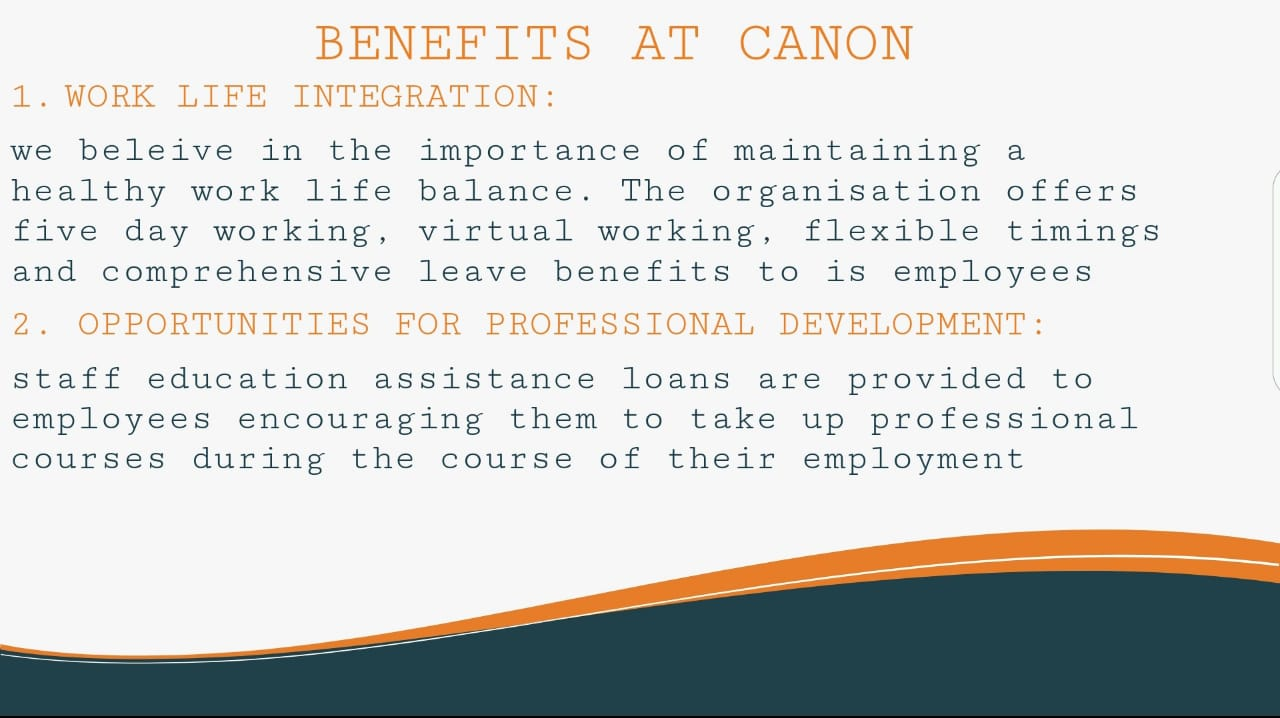 BENEFITS AT CANON
1. WORK LIFE INTEGRATION:
we beleive in the importance of maintaining a
healthy work life balance. The organisation offers
five day working, virtual working, flexible timings
and comprehensive leave benefits to is employees
2. OPPORTUNITIES FOR PROFESSIONAL DEVELOPMENT:
staff education assistance loans are provided to
employees encouraging them to take up professional
courses during the course of their employment